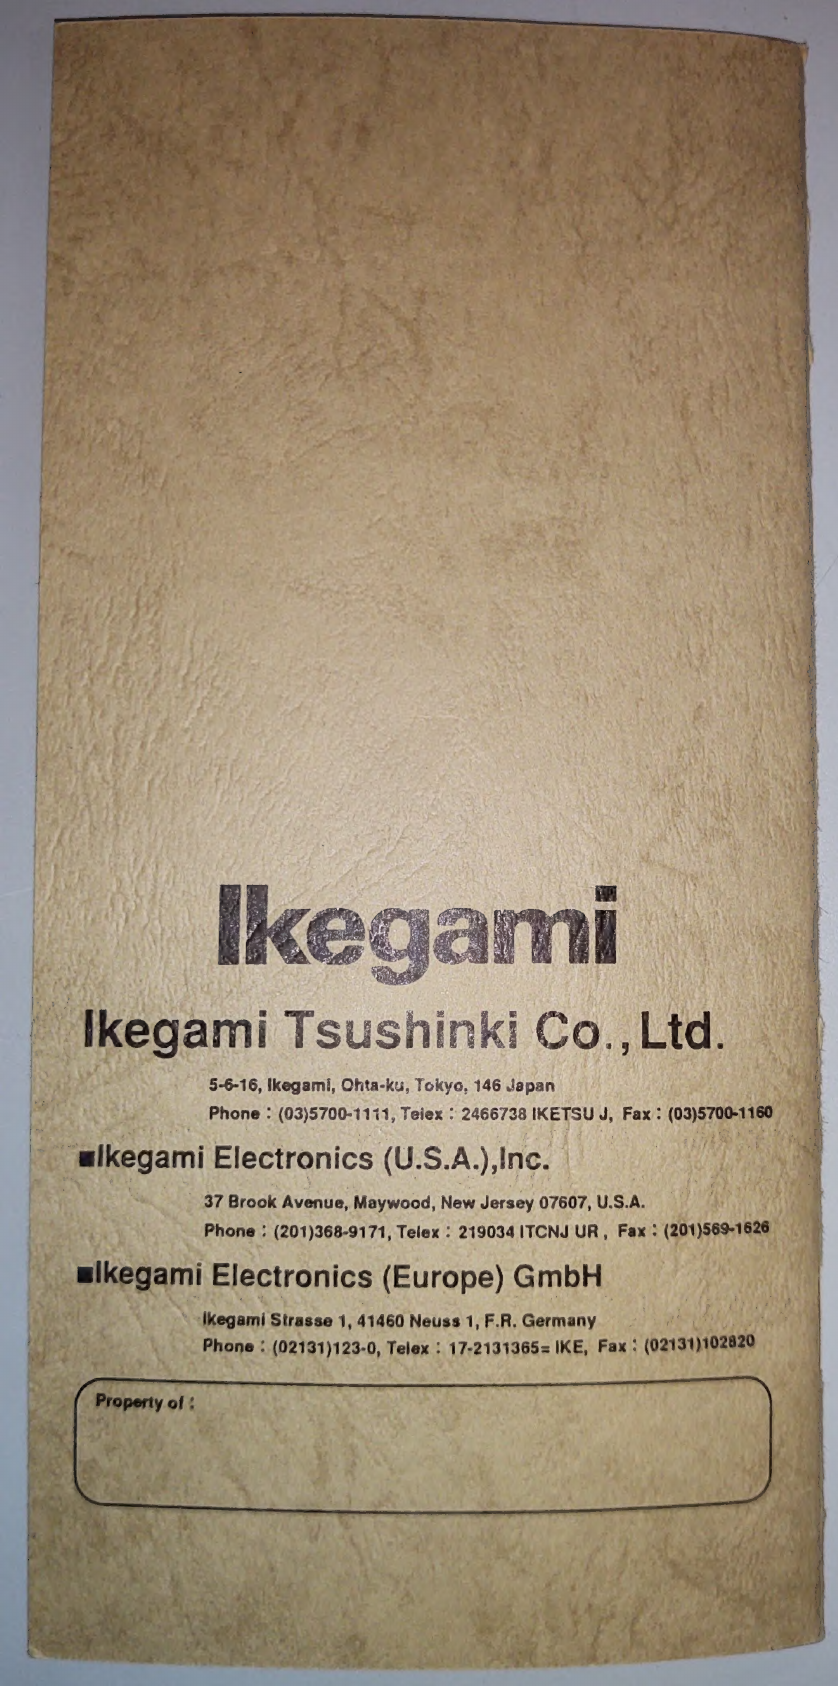 Ikegami
Ikegami Tsushinki Co., Ltd.
5-6-16, Ikegami, Ohta-ku, Tokyo, 146 Japan
Phone : (03)5700-1111, Telex : 2466738 IKETSU J, Fax : (03)5700-1160
■Ikegami Electronics (U.S.A.),Inc.
37 Brook Avenue, Maywood, New Jersey 07607, U.S.A.
Phone : (201)368-9171, Telex : 219034 ITCNJ UR , Fax : (201)569-1626
■Ikegami Electronics (Europe) GmbH
Ikegami Strasse 1, 41460 Neuss 1, F.R. Germany
Phone : (02131)123-0, Telex : 17-2131365= IKE, Fax : (02131)102820
Property of :